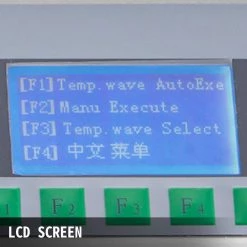 [F1]Temp.wave AutoExe
[F2]Manu Execute
[F3]Temp.wave Select
[F4] 中文 菜单
1 F2 F3 F4
LCD SCREEN